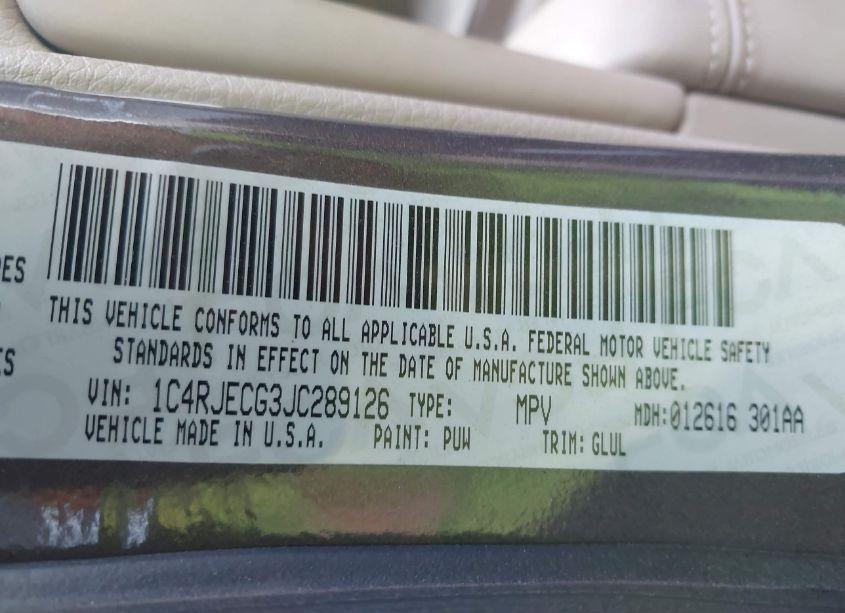 THIS VEHICLE CONFORMS TO ALL APPLICABLE U.S.A. FEDERAL MOTOR VEHICLE SAFETY
STANDARDS IN EFFECT ON THE DATE OF MANUFACTURE SHOWN ABOVE.
VIN: 1C4RJECG3JC289126 TYPE: MPV MDH:012616 301AA
VEHICLE MADE IN U.S.A. PAINT: PUW TRIM: GLUL